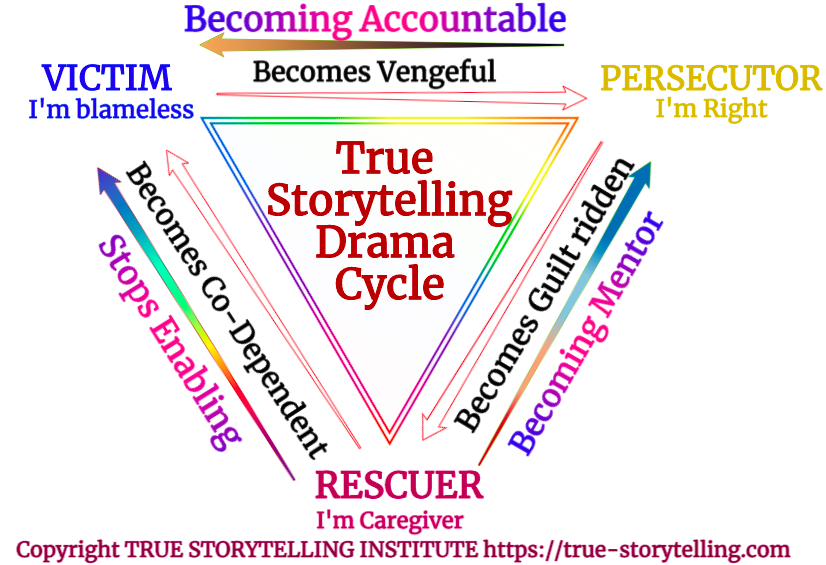 Becoming Accountable
Becomes Vengeful
VICTIM
I'm blameless
PERSECUTOR
I'm Right
True
Storytelling
Drama
Cycle
Becomes Co-Dependent
Stops Enabling
Becomes Guilt ridden
Becoming Mentor
RESCUER
I'm Caregiver
Copyright TRUE STORYTELLING INSTITUTE https://true-storytelling.com